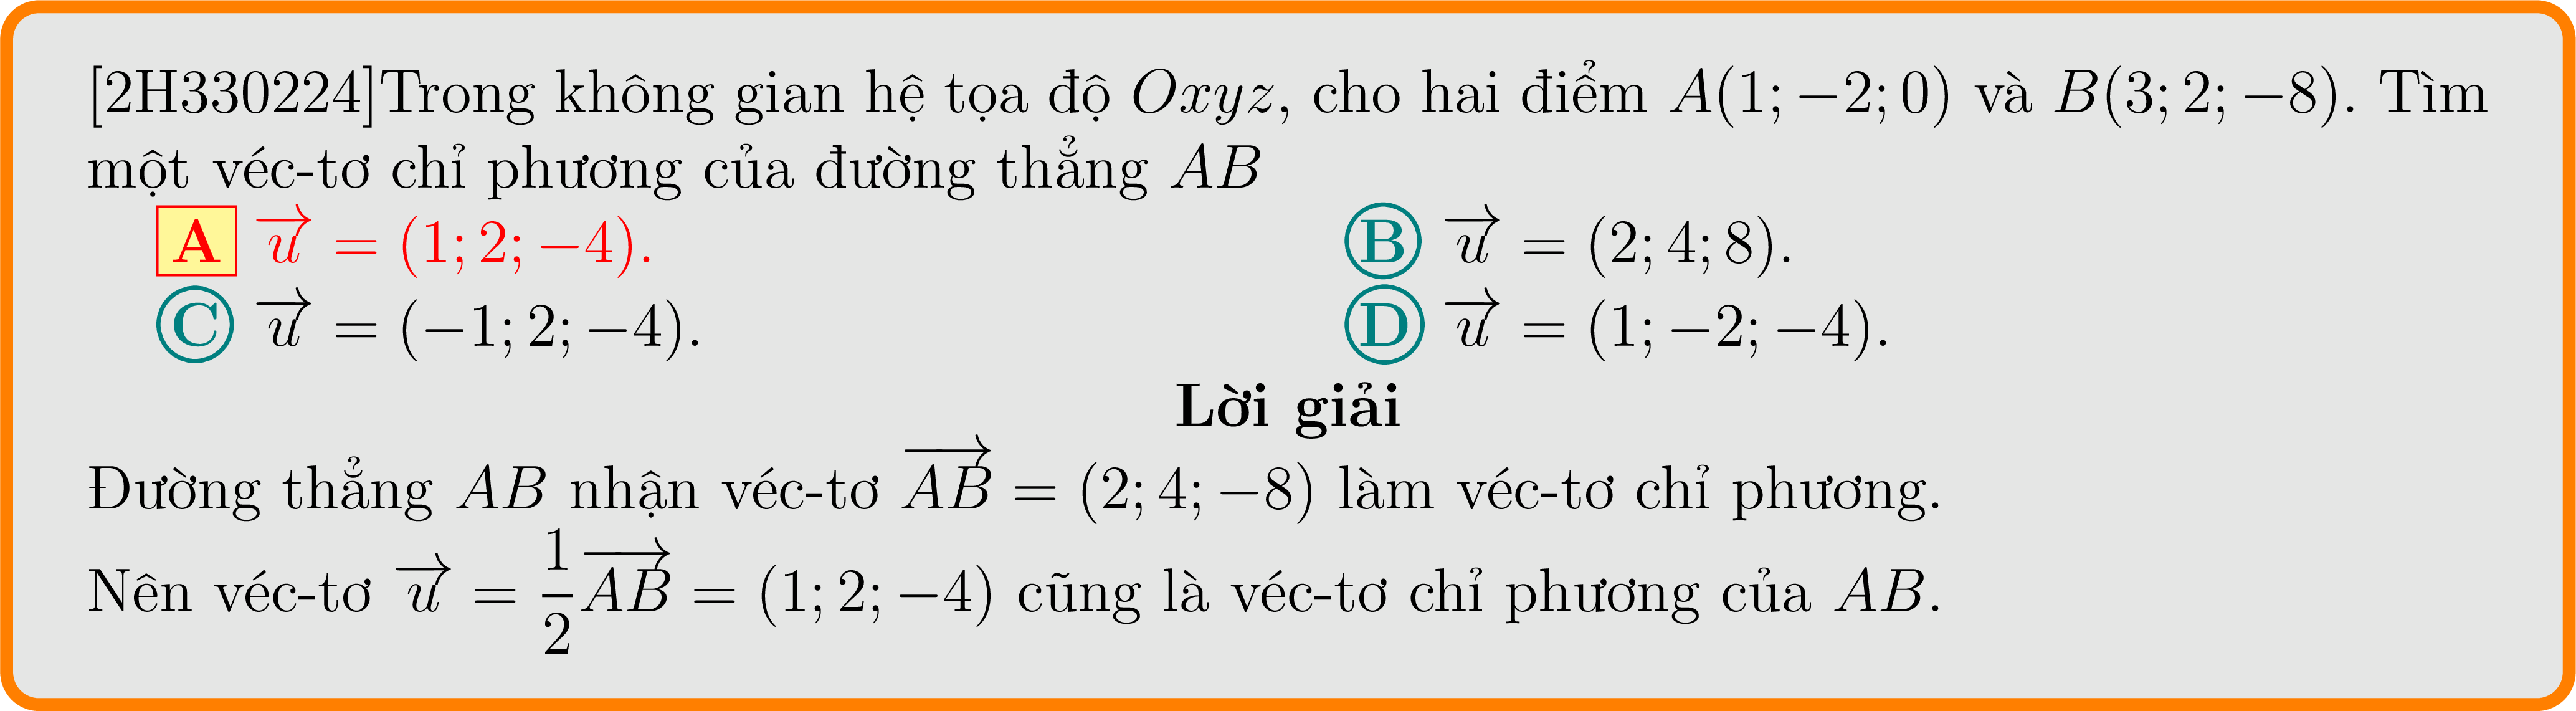 [2H330224]Trong không gian hệ tọa độ Oxyz, cho hai điểm A(1; −2; 0) và B(3; 2; −8). Tìm
một véc-tơ chỉ phương của đường thẳng AB
A $\overrightarrow{u}$ = (1; 2; −4). B $\overrightarrow{u}$ = (2; 4; 8).
C $\overrightarrow{u}$ = (−1; 2; −4). D $\overrightarrow{u}$ = (1; −2; −4).
Lời giải
Đường thẳng AB nhận véc-tơ $\overrightarrow{AB}$ = (2; 4; −8) làm véc-tơ chỉ phương.
Nên véc-tơ $\overrightarrow{u}$ = $\frac{1}{2}\overrightarrow{AB}$ = (1; 2; −4) cũng là véc-tơ chỉ phương của AB.